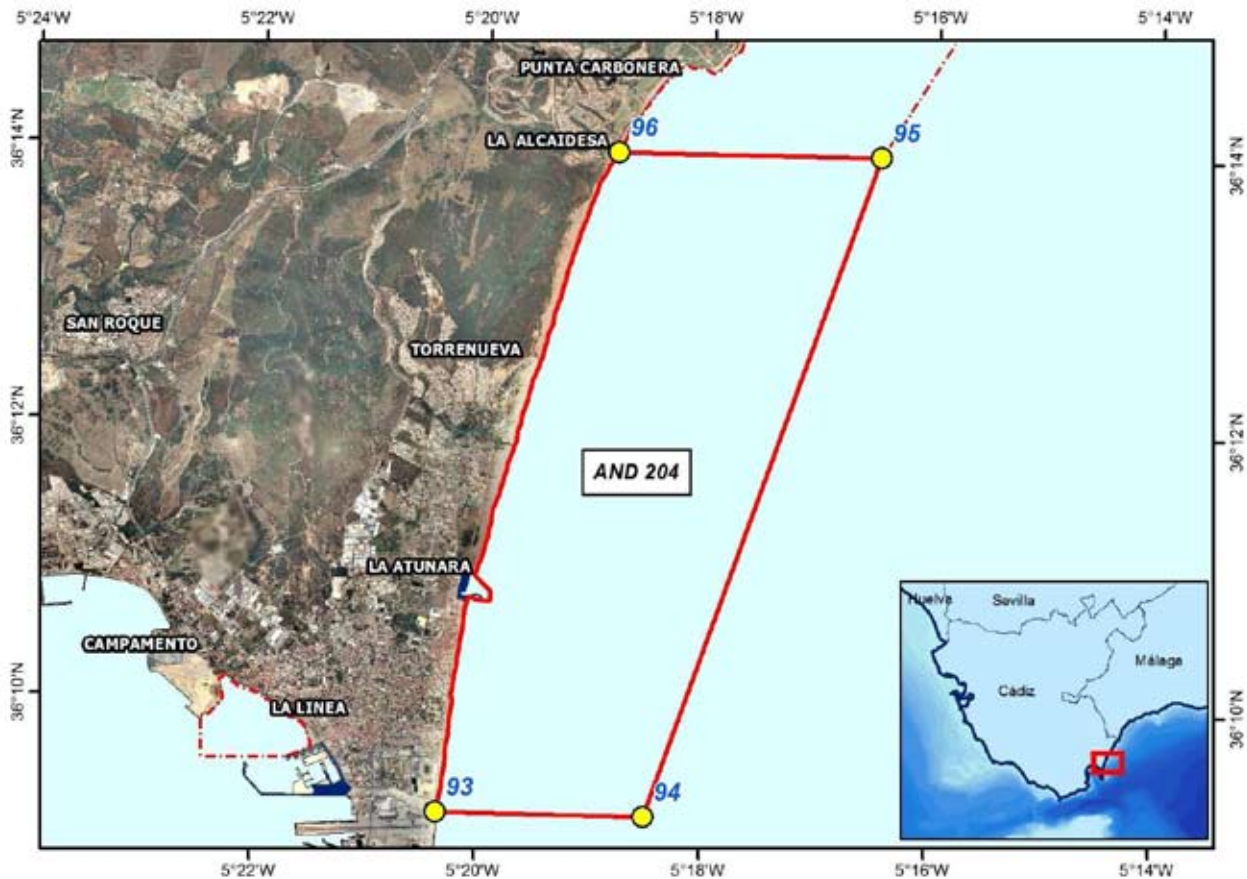 5°24'W 5°22'W 5°20'W 5°18'W 5°16'W 5°14'W
PUNTA CARBONERA
36°14'N
LA ALCAIDESA
96
95
36°14'N
SAN ROQUE
TORRENUEVA
36°12'N
36°12'N
AND 204
LA ATUNARA
CAMPAMENTO
36°10'N
LA LINEA
36°10'N
93
94
Huelva
Sevilla
Málaga
Cádiz
5°22'W 5°20'W 5°18'W 5°16'W 5°14'W